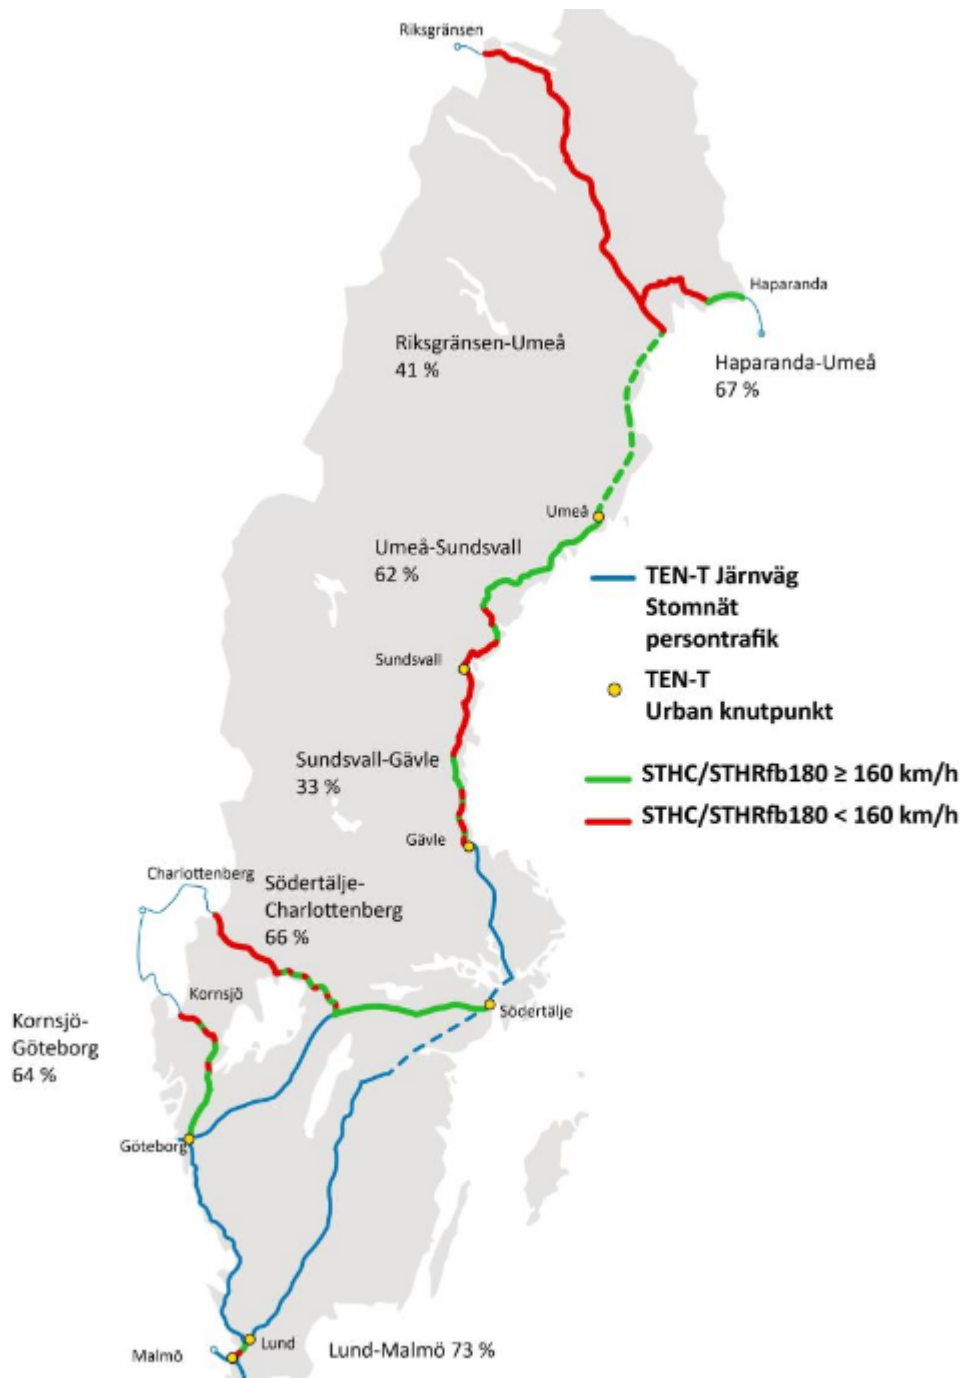 Riksgränsen
Haparanda
Riksgränsen-Umeå
41 %
Haparanda-Umeå
67 %
Umeå
Umeå-Sundsvall
62 %
TEN-T Järnväg
Stomnät
persontrafik
Sundsvall
TEN-T
Urban knutpunkt
Sundsvall-Gävle
33 %
STHC/STHRfb180 ≥ 160 km/h
STHC/STHRfb180 < 160 km/h
Gävle
Charlottenberg
Södertälje-
Charlottenberg
66 %
Kornsjö
Södertälje
Kornsjö-
Göteborg
64 %
Göteborg
Lund
Malmö
Lund-Malmö 73 %